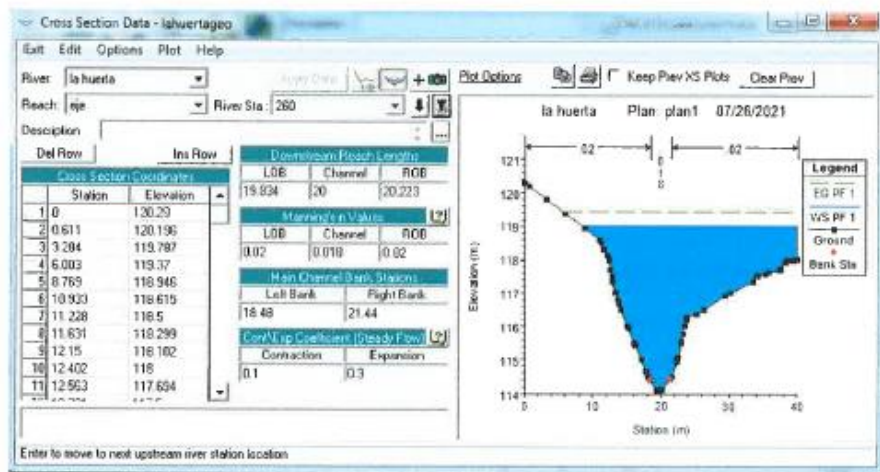 Cross Section Data - lahuertageo
Exit Edit Options Plot Help
River: la huerta
Apply Data
Plot Options
Keep Prev XS Plots
Clear Prev
Reach: eje
River Sta.: 260
Description
...
Del Row
Ins Row
Cross Section Coordinates
Station Elevation
1 0 120.29
2 0.611 120.196
3 3.204 119.787
4 6.003 119.37
5 8.769 118.946
6 10.933 118.615
7 11.228 118.5
8 11.631 118.299
9 12.15 118.102
10 12.402 118
11 12.563 117.694
Downstream Reach Lengths
LOB Channel ROB
19.834 20 20.223
Manning's n Values
LOB Channel ROB
0.02 0.018 0.02
Main Channel Bank Stations
Left Bank Right Bank
18.48 21.44
Cont\Exp Coefficient (Steady Flow)
Contraction Expansion
0.1 0.3
Enter to move to next upstream river station location
la huerta Plan: plan1 07/26/2021
.02
.02
Elevation (m)
121
120
119
118
117
116
115
114
0 10 20 30 40
Station (m)
Legend
EG PF 1
WS PF 1
Ground
Bank Sta